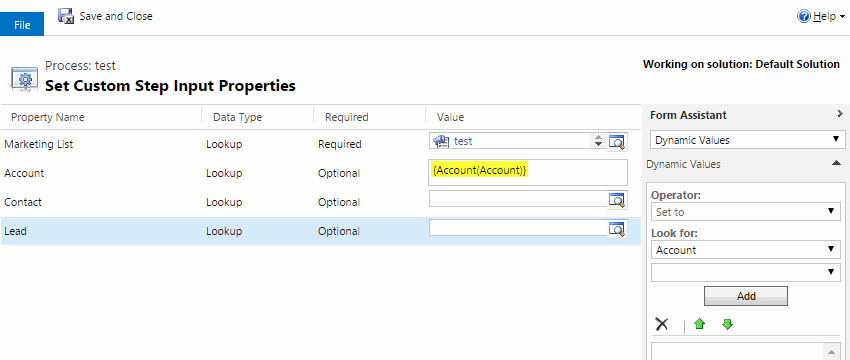 File Save and Close Help
Process: test
Set Custom Step Input Properties
Working on solution: Default Solution
Property Name Data Type Required Value
Marketing List Lookup Required test
Account Lookup Optional {Account(Account)}
Contact Lookup Optional
Lead Lookup Optional
Form Assistant
Dynamic Values
Dynamic Values
Operator:
Set to
Look for:
Account
Add